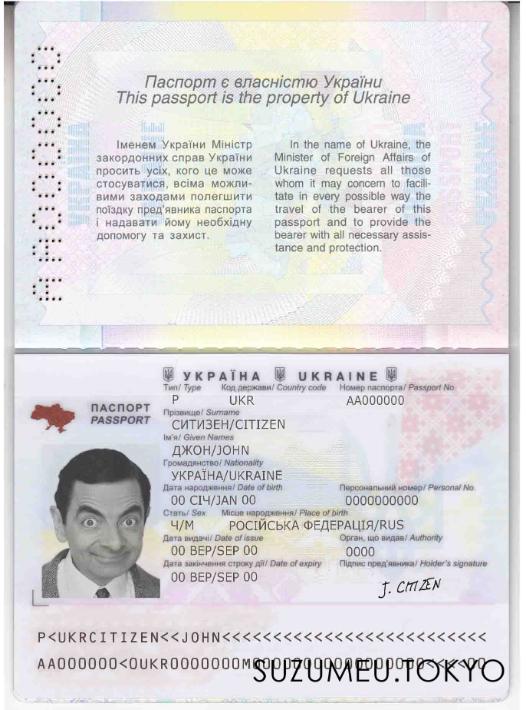 AA000000
Паспорт є власністю України
This passport is the property of Ukraine
Іменем України Міністр
закордонних справ України
просить усіх, кого це може
стосуватися, всіма можли-
вими заходами полегшити
поїздку пред'явника паспорта
і надавати йому необхідну
допомогу та захист.
In the name of Ukraine, the
Minister of Foreign Affairs of
Ukraine requests all those
whom it may concern to facili-
tate in every possible way the
travel of the bearer of this
passport and to provide the
bearer with all necessary assis-
tance and protection.
УКРАЇНА UKRAINE
ПАСПОРТ
PASSPORT
Тип/ Type Код держави/ Country code Номер паспорта/ Passport No
P UKR AA000000
Прізвище/ Surname
СИТИЗЕН/CITIZEN
Ім'я/ Given Names
ДЖОН/JOHN
Громадянство/ Nationality
УКРАЇНА/UKRAINE
Дата народження/ Date of birth Персональний номер/ Personal No.
00 СІЧ/JAN 00 0000000000
Стать/ Sex Місце народження/ Place of birth
Ч/M РОСІЙСЬКА ФЕДЕРАЦІЯ/RUS
Дата видачі/ Date of issue Орган, що видав/ Authority
00 ВЕР/SEP 00 0000
Дата закінчення строку дії/ Date of expiry Підпис пред'явника/ Holder's signature
00 ВЕР/SEP 00
J. CITIZEN
P<UKRCITIZEN<<JOHN<<<<<<<<<<<<<<<<<<<<<<<<<<
AA000000<0UKR0000000M
SUZUMEU.TOKYO